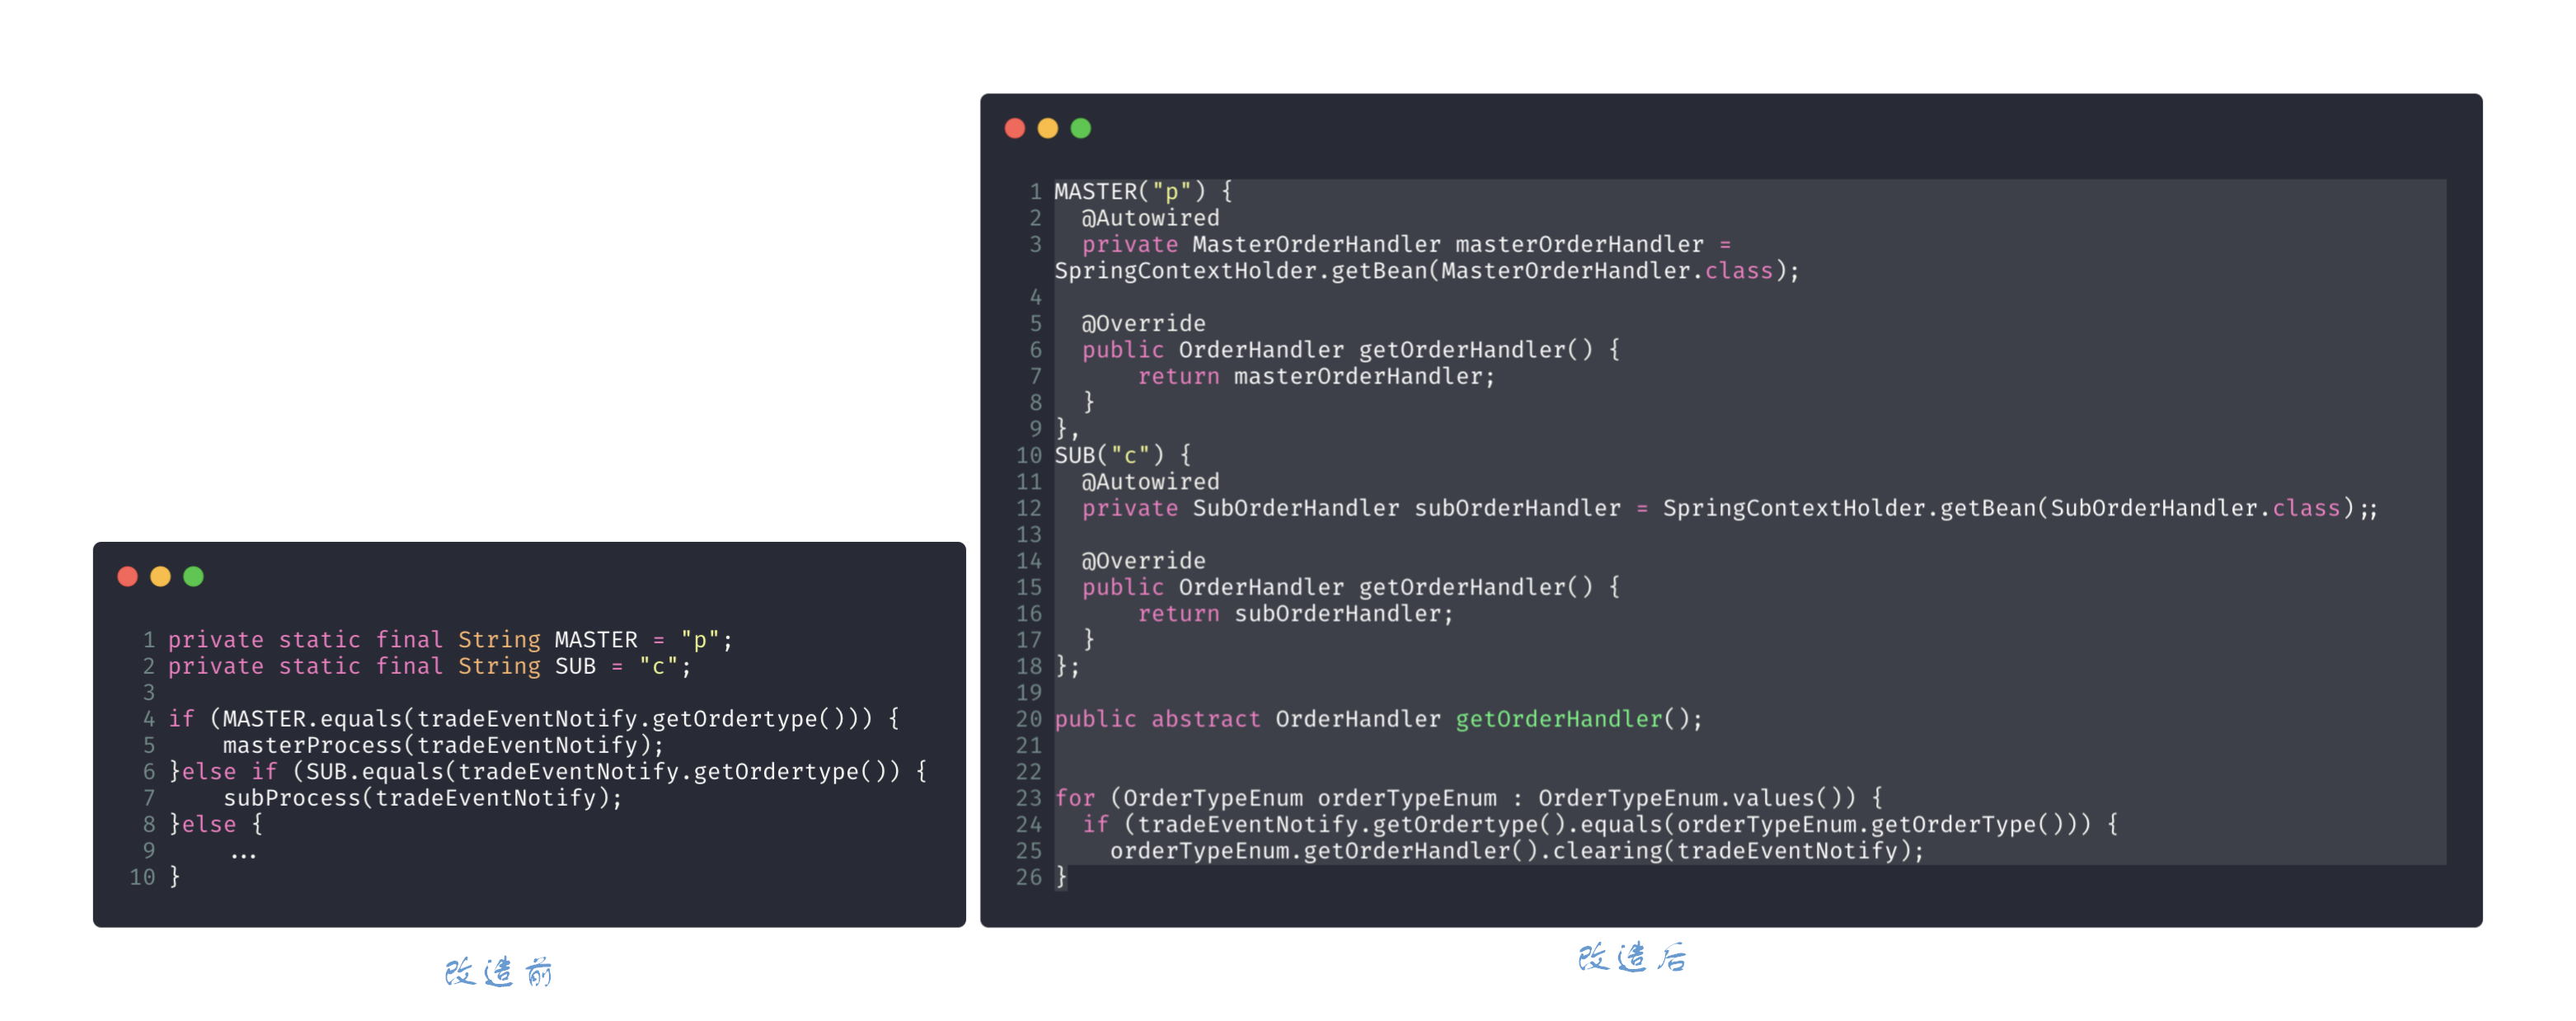 1 private static final String MASTER = "p";
2 private static final String SUB = "c";
3
4 if (MASTER.equals(tradeEventNotify.getOrdertype())) {
5     masterProcess(tradeEventNotify);
6 }else if (SUB.equals(tradeEventNotify.getOrdertype()) {
7     subProcess(tradeEventNotify);
8 }else {
9     ...
10 }
改造前
1 MASTER("p") {
2   @Autowired
3   private MasterOrderHandler masterOrderHandler =
SpringContextHolder.getBean(MasterOrderHandler.class);
4
5   @Override
6   public OrderHandler getOrderHandler() {
7       return masterOrderHandler;
8   }
9 },
10 SUB("c") {
11   @Autowired
12   private SubOrderHandler subOrderHandler = SpringContextHolder.getBean(SubOrderHandler.class);;
13
14   @Override
15   public OrderHandler getOrderHandler() {
16       return subOrderHandler;
17   }
18 };
19
20 public abstract OrderHandler getOrderHandler();
21
22
23 for (OrderTypeEnum orderTypeEnum : OrderTypeEnum.values()) {
24   if (tradeEventNotify.getOrdertype().equals(orderTypeEnum.getOrderType())) {
25     orderTypeEnum.getOrderHandler().clearing(tradeEventNotify);
26 }
改造后